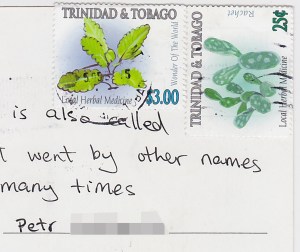 TRINIDAD & TOBAGO
Wonder Of The World
Local Herbal Medicine $3.00
TRINIDAD & TOBAGO
Rachet
25¢
Local Herbal Medicine
is also called
went by other names
many times
Petr